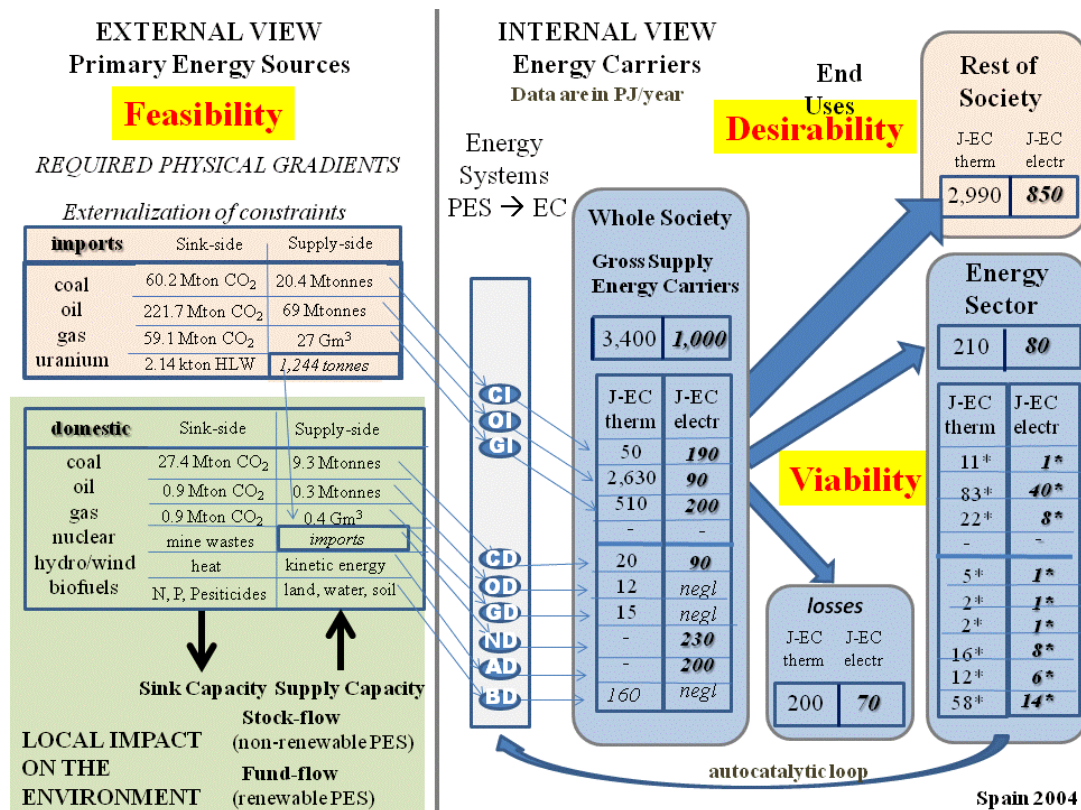 EXTERNAL VIEW
Primary Energy Sources
Feasibility
REQUIRED PHYSICAL GRADIENTS
Externalization of constraints
imports Sink-side Supply-side
coal 60.2 Mton CO2 20.4 Mtonnes
oil 221.7 Mton CO2 69 Mtonnes
gas 59.1 Mton CO2 27 Gm3
uranium 2.14 kton HLW 1,244 tonnes
domestic Sink-side Supply-side
coal 27.4 Mton CO2 9.3 Mtonnes
oil 0.9 Mton CO2 0.3 Mtonnes
gas 0.9 Mton CO2 0.4 Gm3
nuclear mine wastes imports
hydro/wind heat kinetic energy
biofuels N, P, Pesiticides land, water, soil
Sink Capacity Supply Capacity
Stock-flow
(non-renewable PES)
Fund-flow
(renewable PES)
LOCAL IMPACT
ON THE
ENVIRONMENT
INTERNAL VIEW
Energy Carriers
Data are in PJ/year
Energy
Systems
PES → EC
CI
OI
GI
CD
OD
GD
ND
AD
BD
Whole Society
Gross Supply
Energy Carriers
3,400 1,000
J-EC J-EC
therm electr
50 190
2,630 90
510 200
- -
20 90
12 negl
15 negl
- 230
- 200
160 negl
End
Uses
Desirability
Viability
Rest of
Society
J-EC J-EC
therm electr
2,990 850
Energy
Sector
210 80
J-EC J-EC
therm electr
11* 1*
83* 40*
22* 8*
- -
5* 1*
2* 1*
2* 1*
16* 8*
12* 6*
58* 14*
losses
J-EC J-EC
therm electr
200 70
autocatalytic loop
Spain 2004